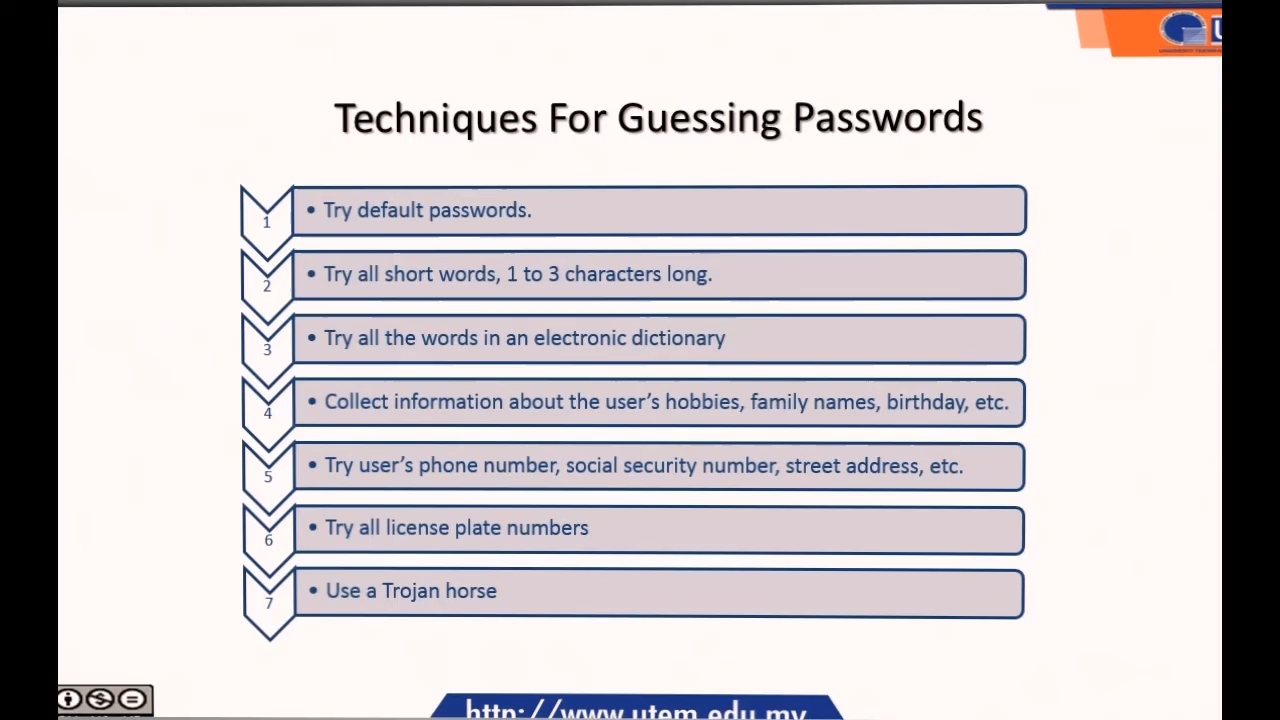 Techniques For Guessing Passwords
1
• Try default passwords.
2
• Try all short words, 1 to 3 characters long.
3
• Try all the words in an electronic dictionary
4
• Collect information about the user's hobbies, family names, birthday, etc.
5
• Try user's phone number, social security number, street address, etc.
6
• Try all license plate numbers
7
• Use a Trojan horse
http://www.utem.edu.my